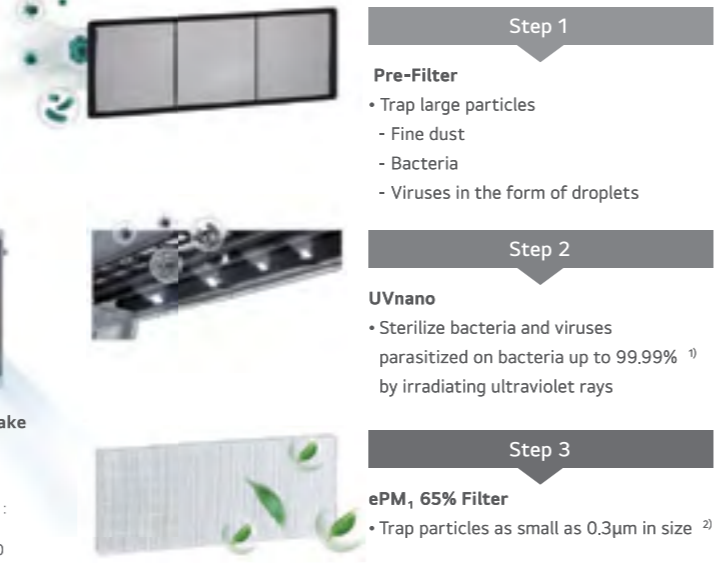 Step 1
Pre-Filter
• Trap large particles
- Fine dust
- Bacteria
- Viruses in the form of droplets
Step 2
UVnano
• Sterilize bacteria and viruses
parasitized on bacteria up to 99.99% 1)
by irradiating ultraviolet rays
ake
Step 3
ePM1 65% Filter
:
• Trap particles as small as 0.3µm in size 2)